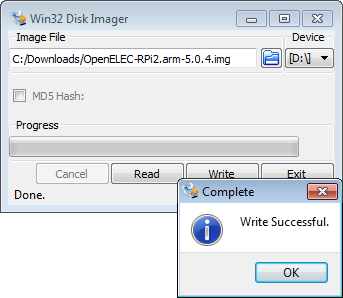 Win32 Disk Imager
Image File
Device
C:/Downloads/OpenELEC-RPi2.arm-5.0.4.img
[D:\]
MD5 Hash:
Progress
Cancel
Read
Write
Exit
Done.
Complete
Write Successful.
OK